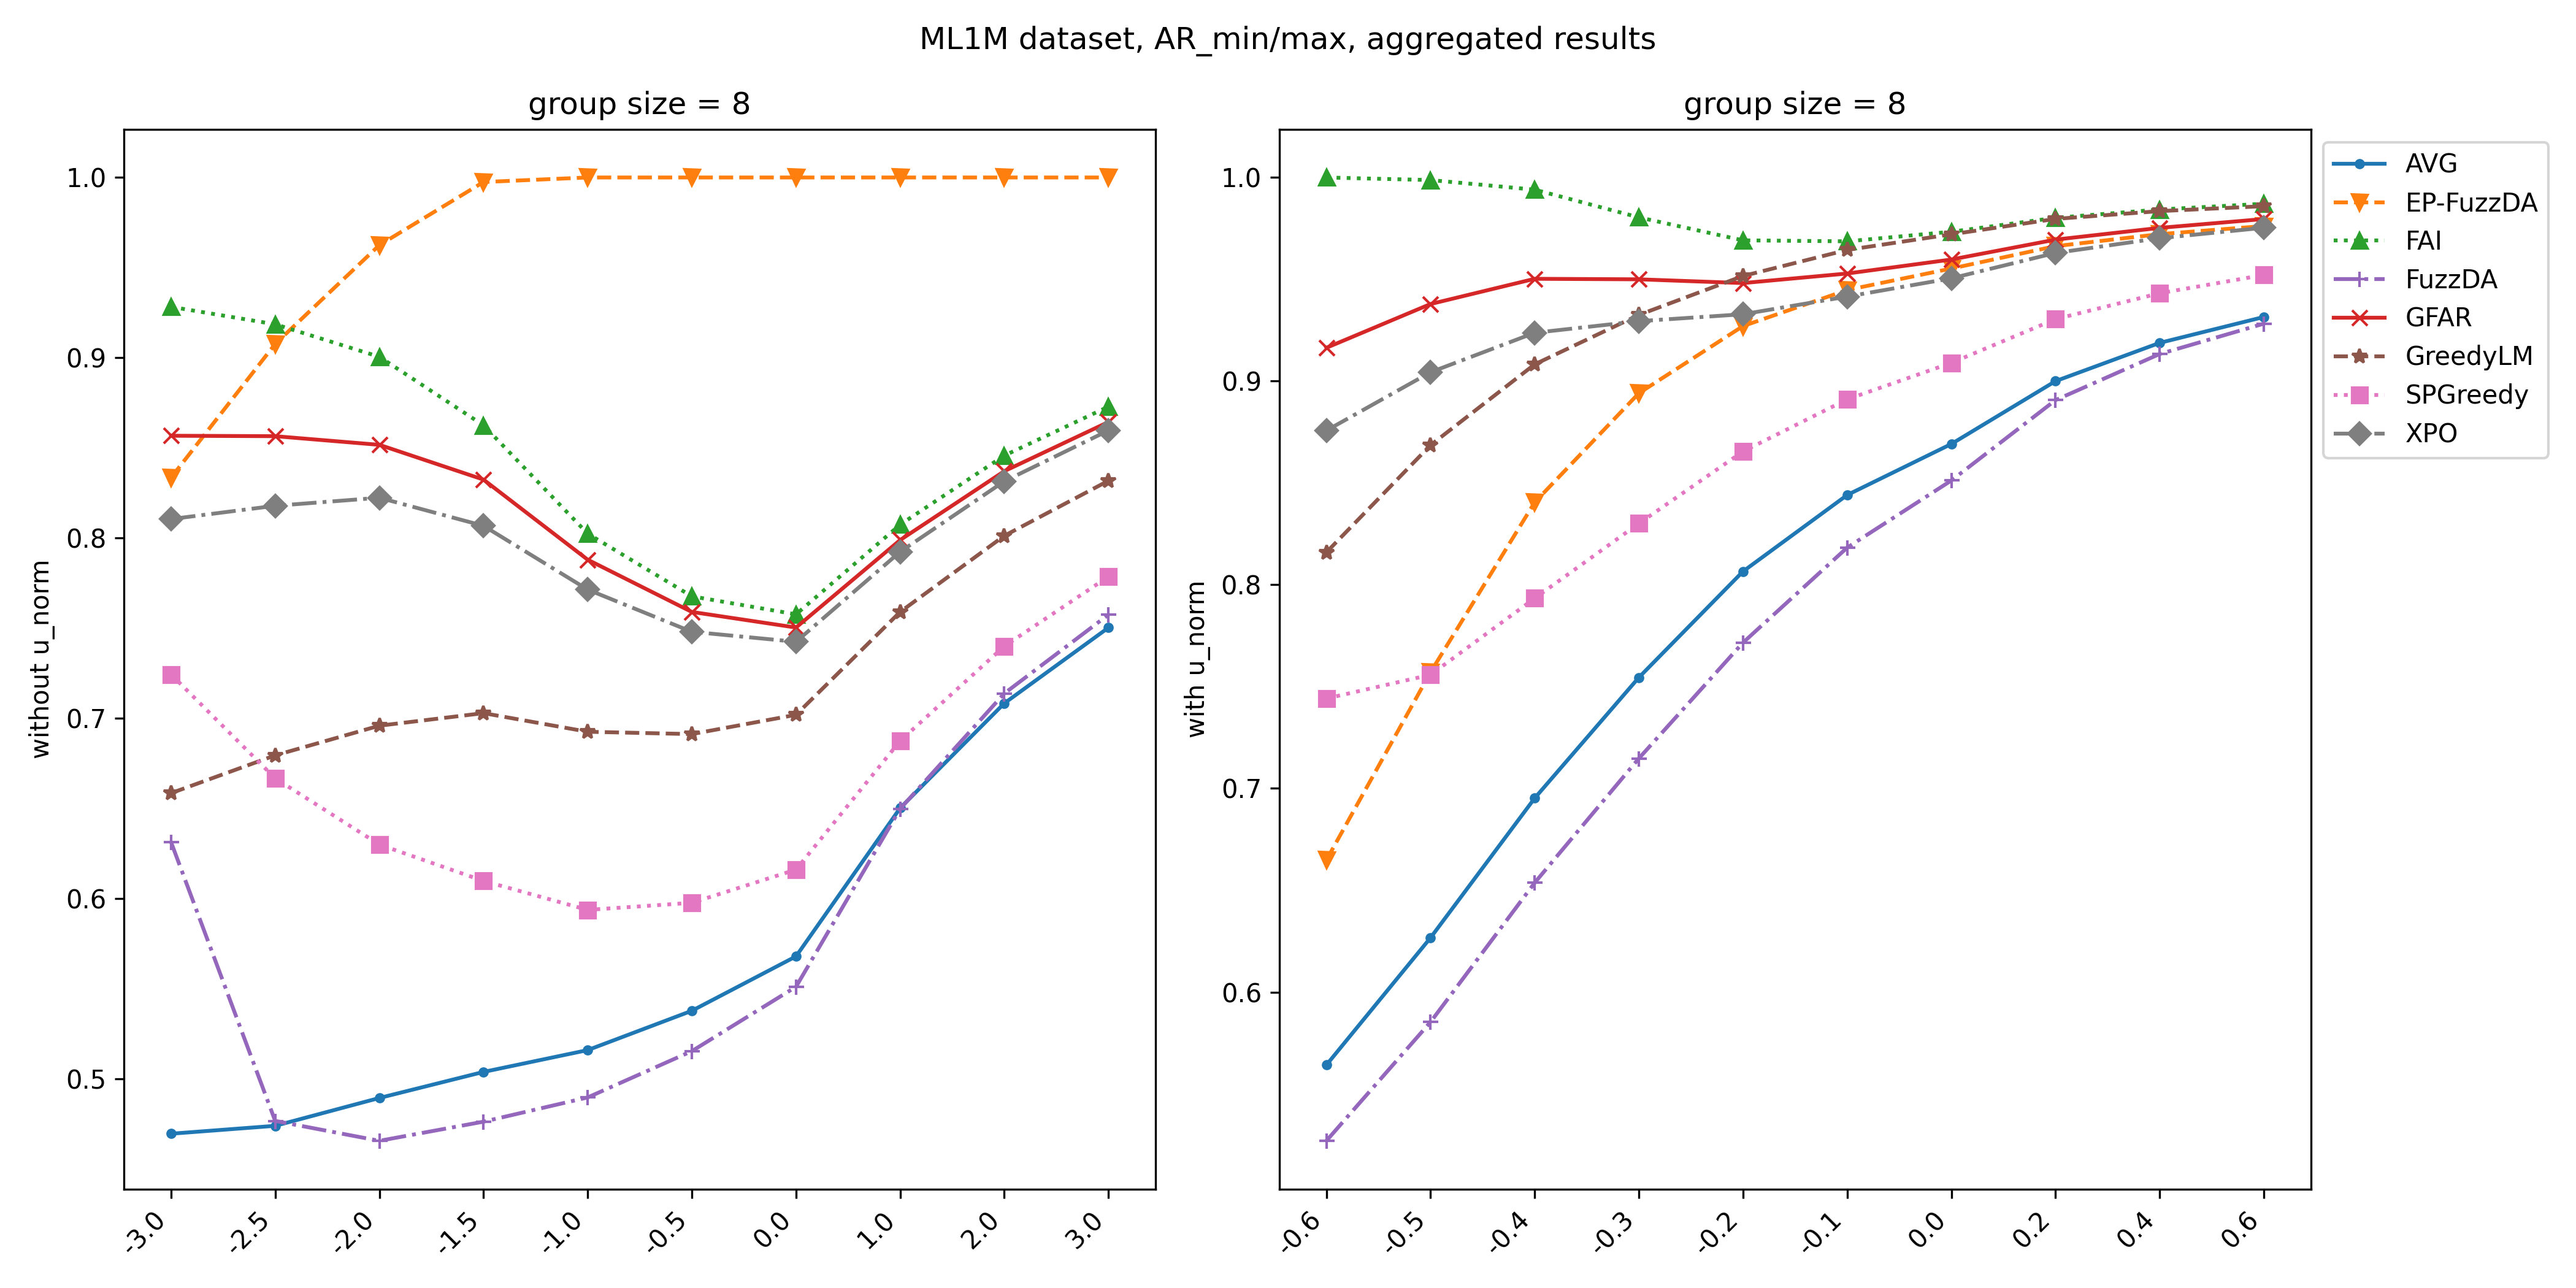 ML1M dataset, AR_min/max, aggregated results
group size = 8
without u_norm
1.0
0.9
0.8
0.7
0.6
0.5
-3.0
-2.5
-2.0
-1.5
-1.0
-0.5
0.0
1.0
2.0
3.0
group size = 8
with u_norm
1.0
0.9
0.8
0.7
0.6
-0.6
-0.5
-0.4
-0.3
-0.2
-0.1
0.0
0.2
0.4
0.6
AVG
EP-FuzzDA
FAI
FuzzDA
GFAR
GreedyLM
SPGreedy
XPO